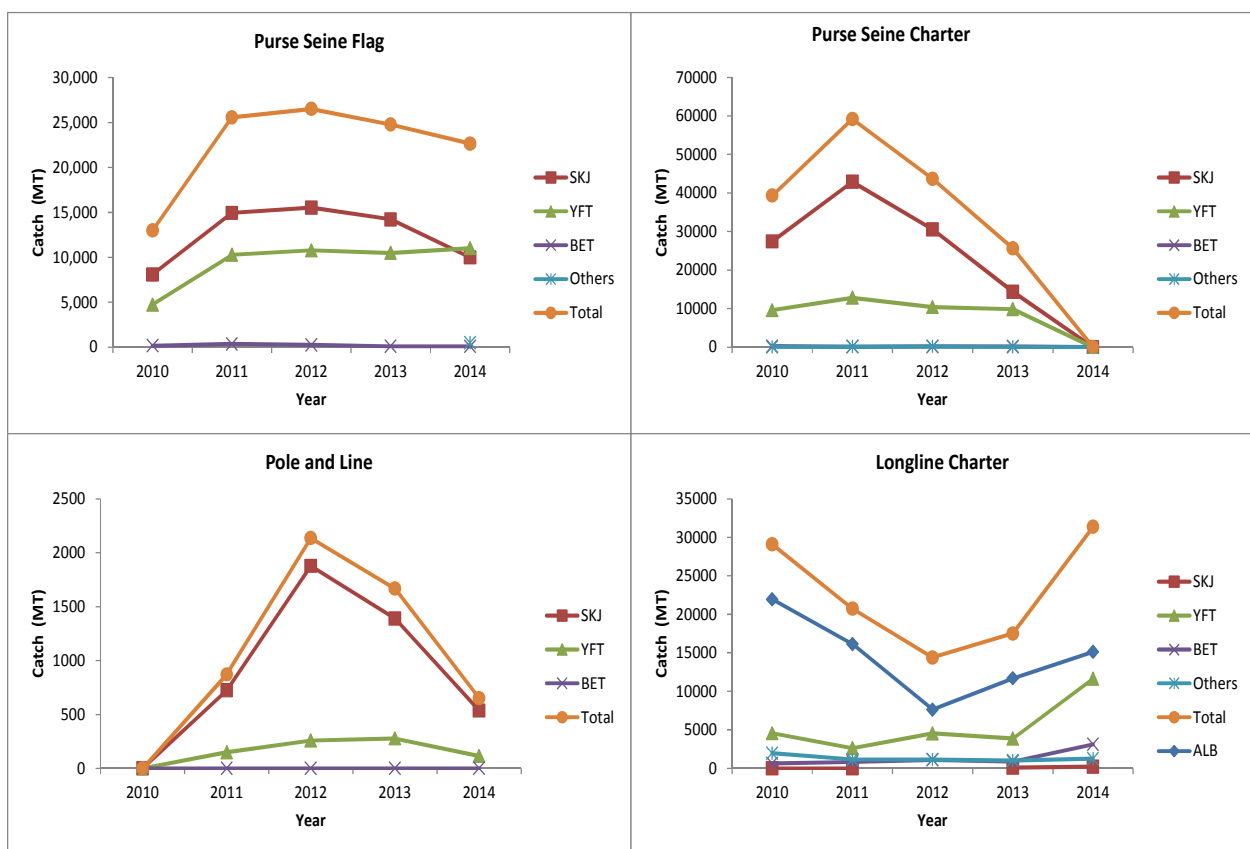 Purse Seine Flag
30,000
25,000
20,000
15,000
10,000
5,000
0
Catch (MT)
2010 2011 2012 2013 2014
Year
SKJ
YFT
BET
Others
Total
Purse Seine Charter
70000
60000
50000
40000
30000
20000
10000
0
Catch (MT)
2010 2011 2012 2013 2014
Year
SKJ
YFT
BET
Others
Total
Pole and Line
2500
2000
1500
1000
500
0
Catch (MT)
2010 2011 2012 2013 2014
Year
SKJ
YFT
BET
Total
Longline Charter
35000
30000
25000
20000
15000
10000
5000
0
Catch (MT)
2010 2011 2012 2013 2014
Year
SKJ
YFT
BET
Others
Total
ALB